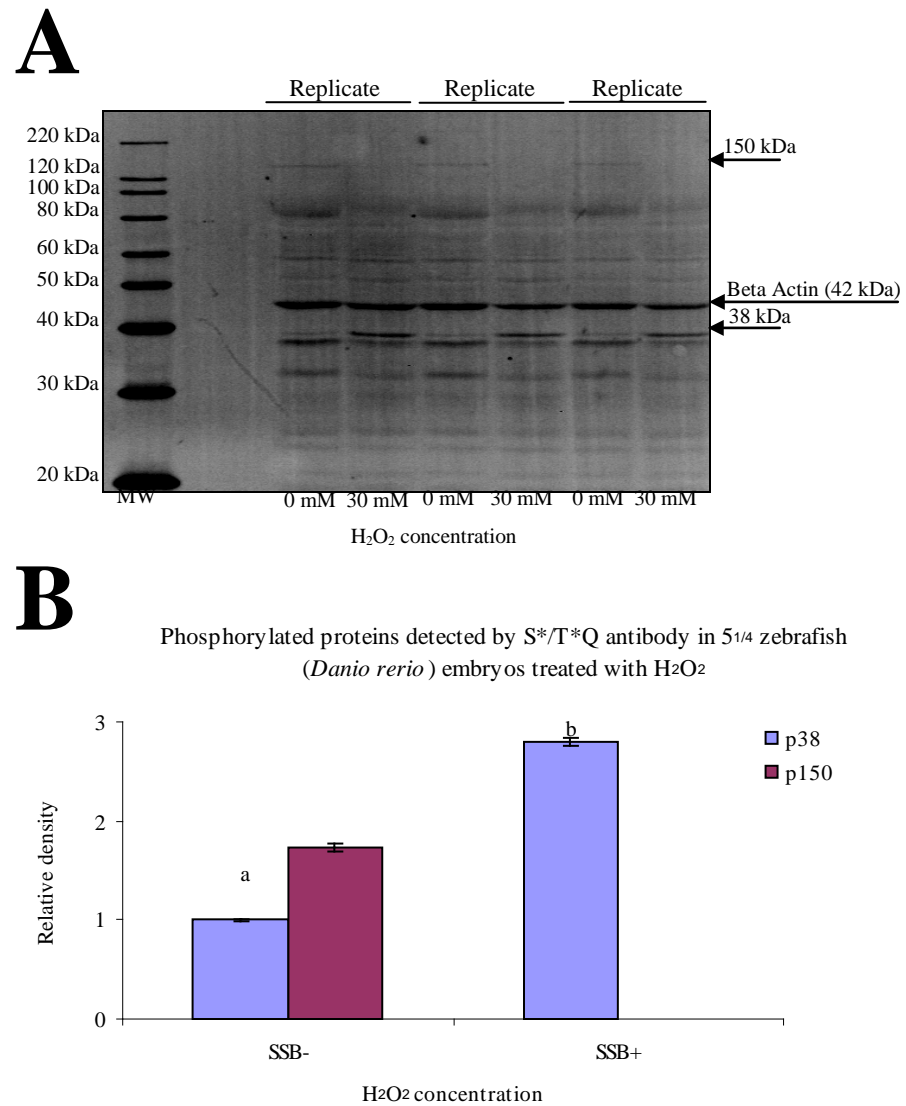 A
Replicate Replicate Replicate
220 kDa
120 kDa
100 kDa
80 kDa
60 kDa
50 kDa
40 kDa
30 kDa
20 kDa
150 kDa
Beta Actin (42 kDa)
38 kDa
MW 0 mM 30 mM 0 mM 30 mM 0 mM 30 mM
H₂O₂ concentration
B
Phosphorylated proteins detected by S*/T*Q antibody in 5¹/⁴ zebrafish
(Danio rerio) embryos treated with H2O2
Relative density
3
2
1
0
a
b
p38
p150
SSB- SSB+
H2O2 concentration